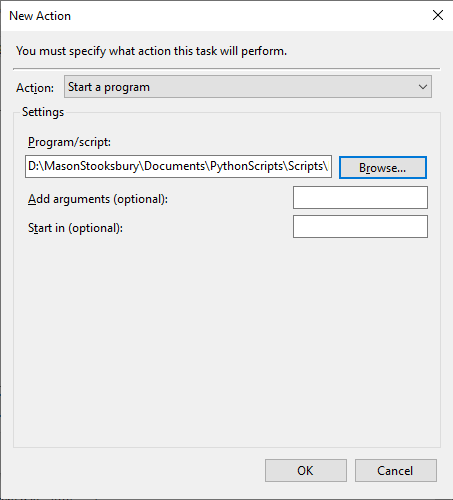 New Action
You must specify what action this task will perform.
Action: Start a program
Settings
Program/script:
D:\MasonStooksbury\Documents\PythonScripts\Scripts\ Browse...
Add arguments (optional):
Start in (optional):
OK Cancel